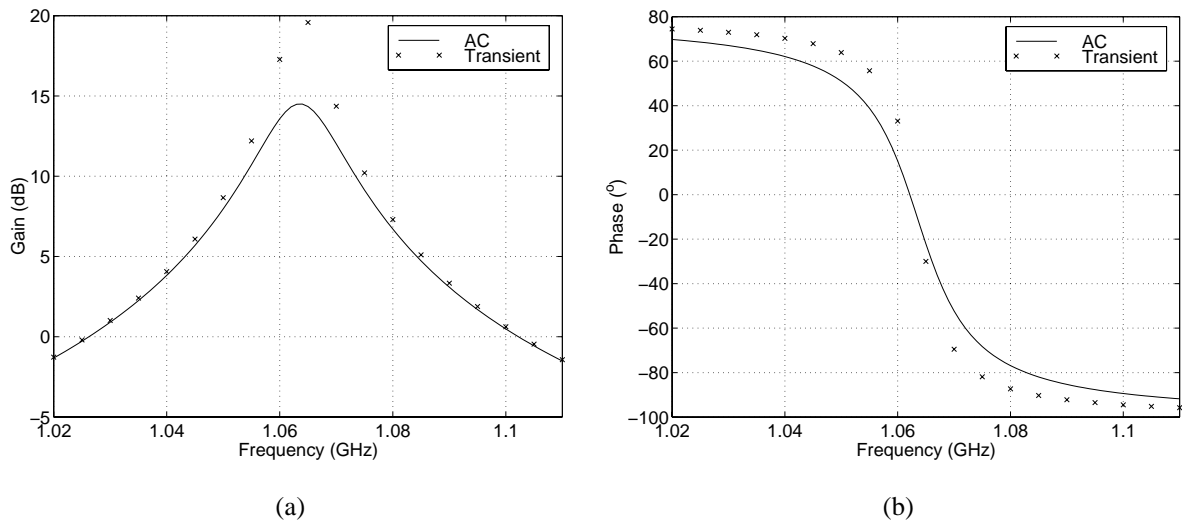 20
15
10
5
0
−5
Gain (dB)
AC
Transient
1.02
1.04
1.06
1.08
1.1
Frequency (GHz)
(a)
80
60
40
20
0
−20
−40
−60
−80
−100
Phase (o)
AC
Transient
1.02
1.04
1.06
1.08
1.1
Frequency (GHz)
(b)